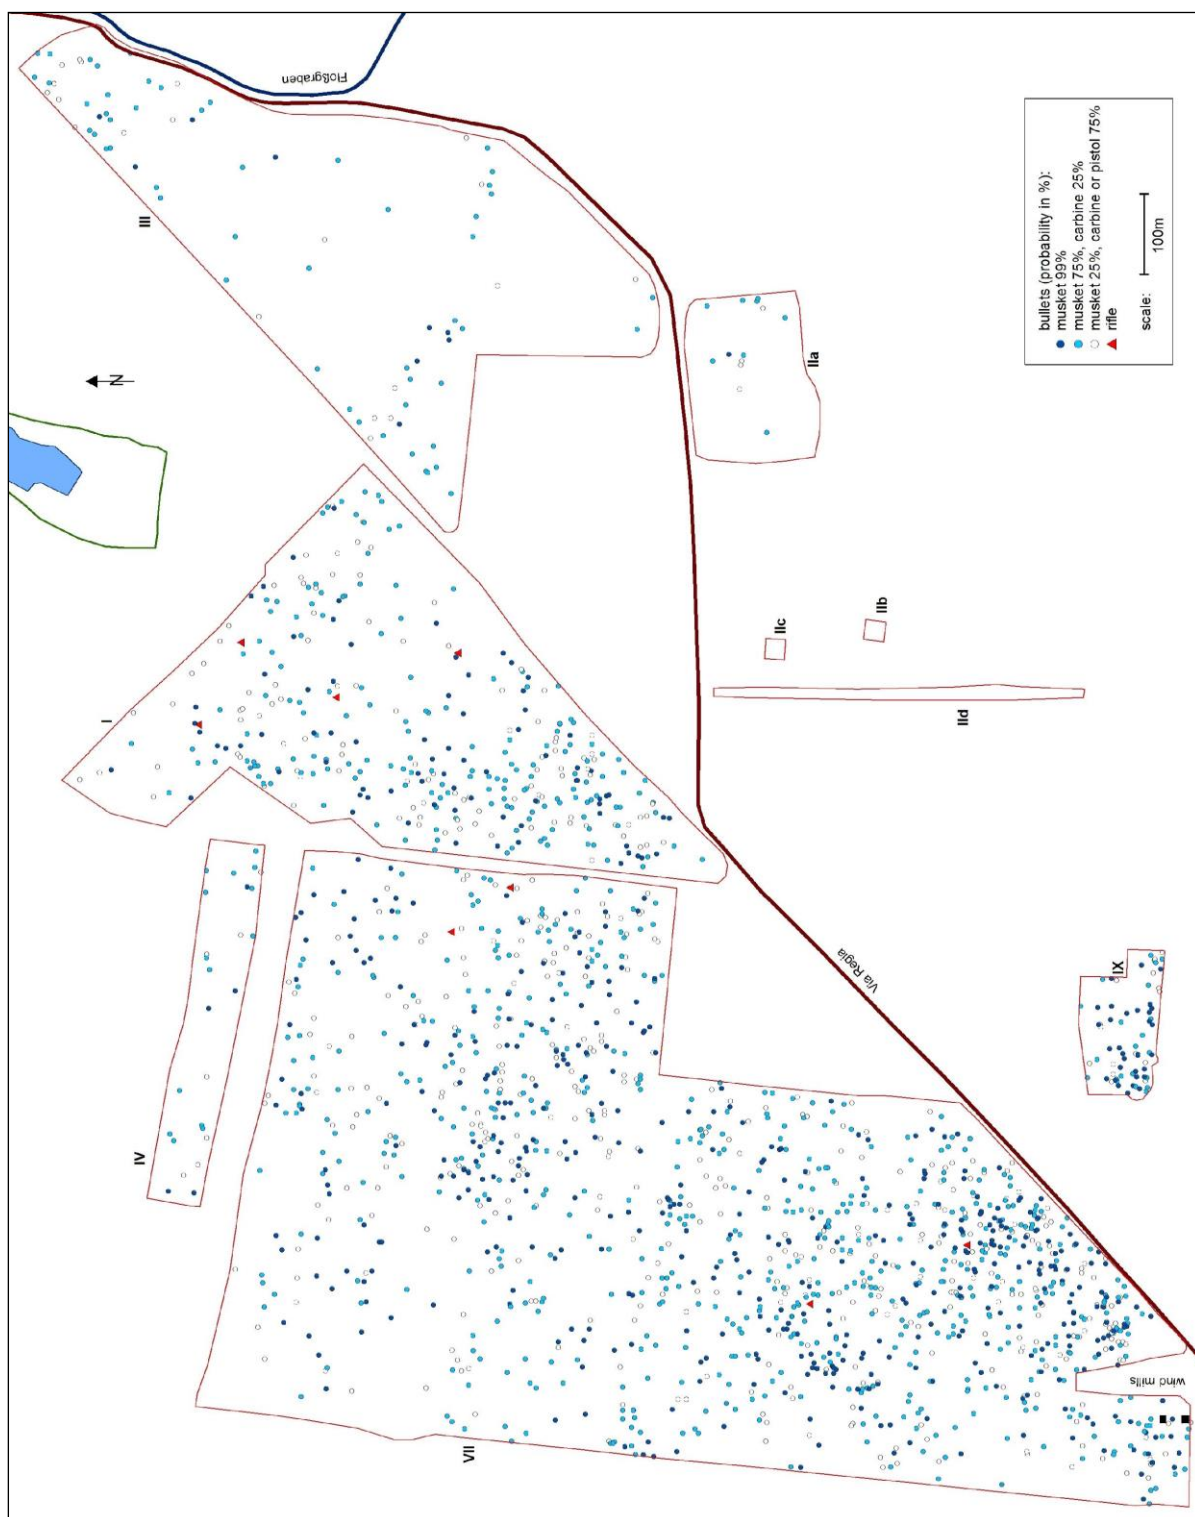 Floßgraben
III
N
bullets (probability in %):
musket 99%
musket 75%, carbine 25%
musket 25%, carbine or pistol 75%
rifle
scale:
100m
IIa
IIb
IIc
I
IId
IV
Via Regia
IX
VII
wind mills